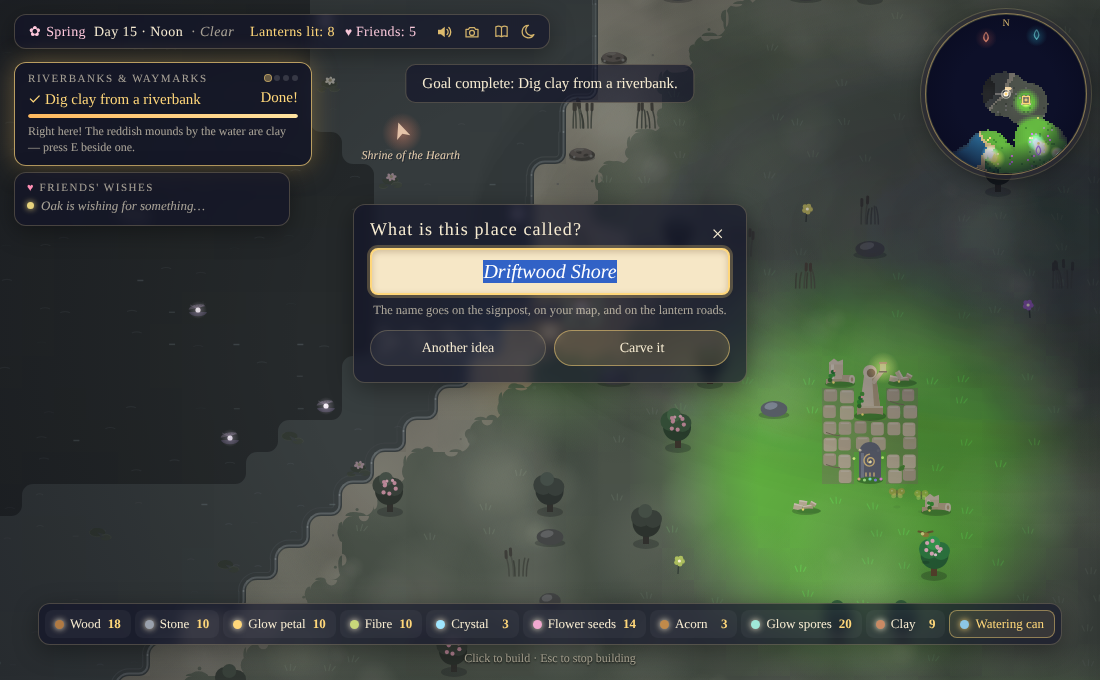 ✿ Spring Day 15 · Noon · Clear Lanterns lit: 8 ♥ Friends: 5
N
RIVERBANKS & WAYMARKS
✓ Dig clay from a riverbank Done!
Right here! The reddish mounds by the water are clay
— press E beside one.
Goal complete: Dig clay from a riverbank.
Shrine of the Hearth
♥ FRIENDS' WISHES
Oak is wishing for something…
What is this place called? ×
Driftwood Shore
The name goes on the signpost, on your map, and on the lantern roads.
Another idea Carve it
Wood 18 Stone 10 Glow petal 10 Fibre 10 Crystal 3 Flower seeds 14 Acorn 3 Glow spores 20 Clay 9 Watering can
Click to build · Esc to stop building